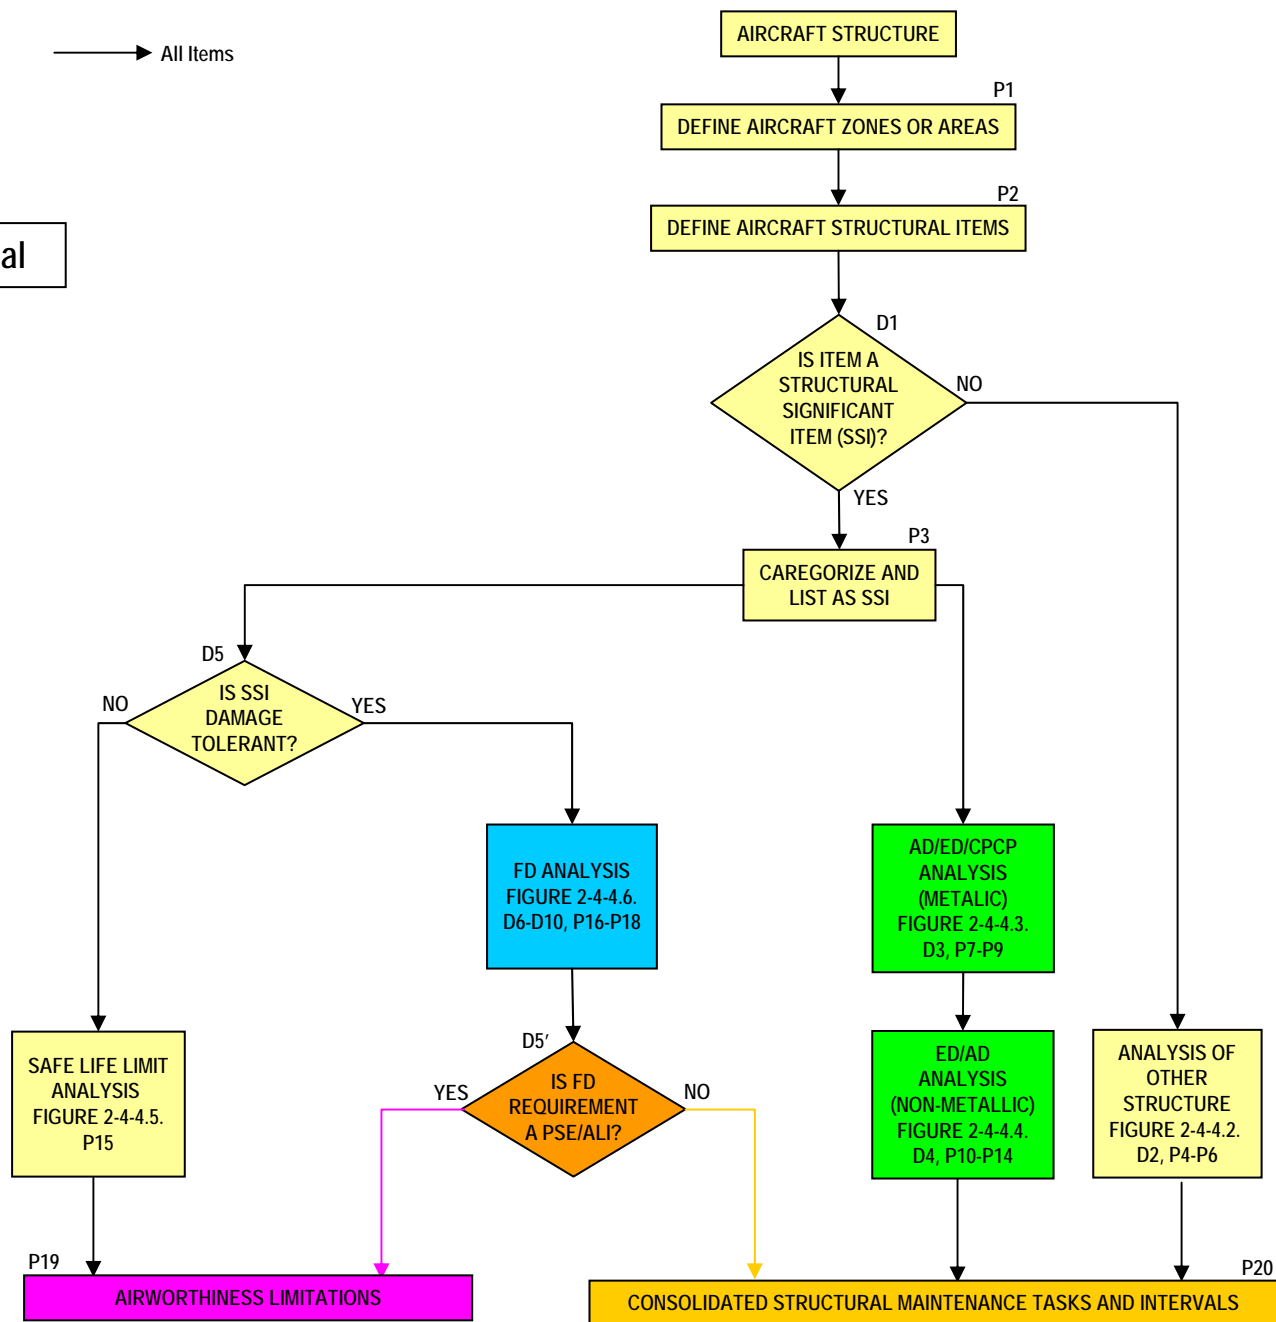 AIRCRAFT STRUCTURE
All Items
P1
DEFINE AIRCRAFT ZONES OR AREAS
P2
DEFINE AIRCRAFT STRUCTURAL ITEMS
al
D1
IS ITEM A
STRUCTURAL
SIGNIFICANT
ITEM (SSI)?
NO
YES
P3
CAREGORIZE AND
LIST AS SSI
D5
IS SSI
DAMAGE
TOLERANT?
NO
YES
FD ANALYSIS
FIGURE 2-4-4.6.
D6-D10, P16-P18
AD/ED/CPCP
ANALYSIS
(METALIC)
FIGURE 2-4-4.3.
D3, P7-P9
SAFE LIFE LIMIT
ANALYSIS
FIGURE 2-4-4.5.
P15
D5′
IS FD
REQUIREMENT
A PSE/ALI?
YES
NO
ED/AD
ANALYSIS
(NON-METALLIC)
FIGURE 2-4-4.4.
D4, P10-P14
ANALYSIS OF
OTHER
STRUCTURE
FIGURE 2-4-4.2.
D2, P4-P6
P19
AIRWORTHINESS LIMITATIONS
P20
CONSOLIDATED STRUCTURAL MAINTENANCE TASKS AND INTERVALS